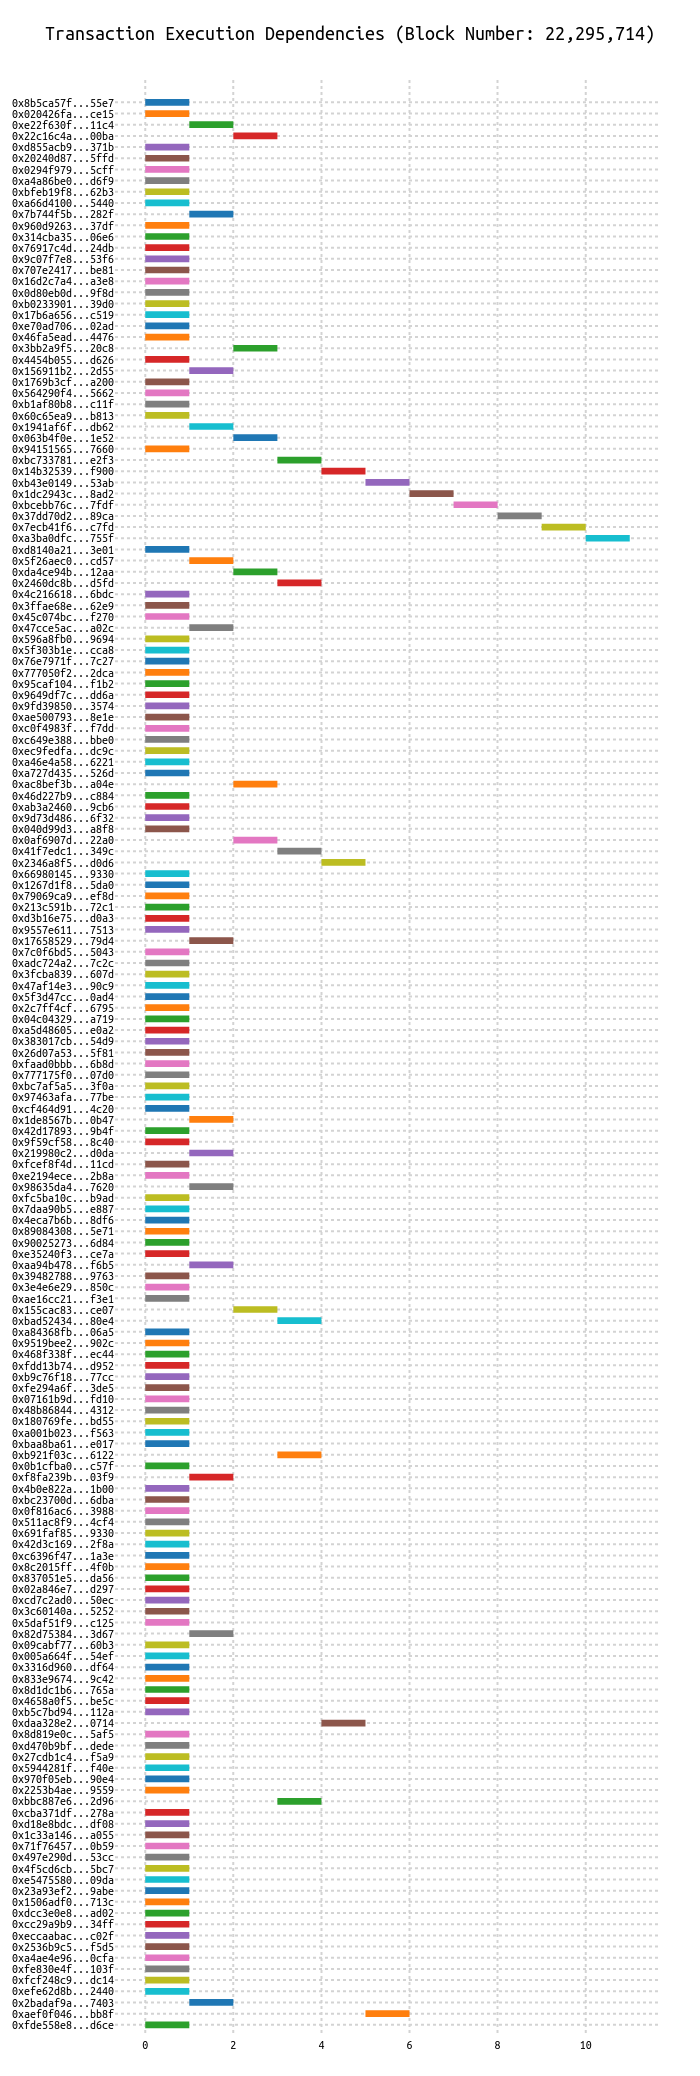 Transaction Execution Dependencies (Block Number: 22,295,714)
0x8b5ca57f...55e7
0x020426fa...ce15
0xe22f630f...11c4
0x22c16c4a...00ba
0xd855acb9...371b
0x20240d87...5ffd
0x0294f979...5cff
0xa4a86be0...d6f9
0xbfeb19f8...62b3
0xa66d4100...5440
0x7b744f5b...282f
0x960d9263...37df
0x314cba35...06e6
0x76917c4d...24db
0x9c07f7e8...53f6
0x707e2417...be81
0x16d2c7a4...a3e8
0x0d80eb0d...9f8d
0xb0233901...39d0
0x17b6a656...c519
0xe70ad706...02ad
0x46fa5ead...4476
0x3bb2a9f5...20c8
0x4454b055...d626
0x156911b2...2d55
0x1769b3cf...a200
0x564290f4...5662
0xb1af80b8...c11f
0x60c65ea9...b813
0x1941af6f...db62
0x063b4f0e...1e52
0x94151565...7660
0xbc733781...e2f3
0x14b32539...f900
0xb43e0149...53ab
0x1dc2943c...8ad2
0xbcebb76c...7fdf
0x37dd70d2...89ca
0x7ecb41f6...c7fd
0xa3ba0dfc...755f
0xd8140a21...3e01
0x5f26aec0...cd57
0xda4ce94b...12aa
0x2460dc8b...d5fd
0x4c216618...6bdc
0x3ffae68e...62e9
0x45c074bc...f270
0x47cce5ac...a02c
0x596a8fb0...9694
0x5f303b1e...cca8
0x76e7971f...7c27
0x777050f2...2dca
0x95caf104...f1b2
0x9649df7c...dd6a
0x9fd39850...3574
0xae500793...8e1e
0xc0f4983f...f7dd
0xc649e388...bbe0
0xec9fedfa...dc9c
0xa46e4a58...6221
0xa727d435...526d
0xac8bef3b...a04e
0x46d227b9...c884
0xab3a2460...9cb6
0x9d73d486...6f32
0x040d99d3...a8f8
0x0af6907d...22a0
0x41f7edc1...349c
0x2346a8f5...d0d6
0x66980145...9330
0x1267d1f8...5da0
0x79069ca9...ef8d
0x213c591b...72c1
0xd3b16e75...d0a3
0x9557e611...7513
0x17658529...79d4
0x7c0f6bd5...5043
0xadc724a2...7c2c
0x3fcba839...607d
0x47af14e3...90c9
0x5f3d47cc...0ad4
0x2c7ff4cf...6795
0x04c04329...a719
0xa5d48605...e0a2
0x383017cb...54d9
0x26d07a53...5f81
0xfaad0bbb...6b8d
0x777175f0...07d0
0xbc7af5a5...3f0a
0x97463afa...77be
0xcf464d91...4c20
0x1de8567b...0b47
0x42d17893...9b4f
0x9f59cf58...8c40
0x219980c2...d0da
0xfcef8f4d...11cd
0xe2194ece...2b8a
0x98635da4...7620
0xfc5ba10c...b9ad
0x7daa90b5...e887
0x4eca7b6b...8df6
0x89084308...5e71
0x90025273...6d84
0xe35240f3...ce7a
0xaa94b478...f6b5
0x39482788...9763
0x3e4e6e29...850c
0xae16cc21...f3e1
0x155cac83...ce07
0xbad52434...80e4
0xa84368fb...06a5
0x9519bee2...902c
0x468f338f...ec44
0xfdd13b74...d952
0xb9c76f18...77cc
0xfe294a6f...3de5
0x07161b9d...fd10
0x48b86844...4312
0x180769fe...bd55
0xa001b023...f563
0xbaa8ba61...e017
0xb921f03c...6122
0x0b1cfba0...c57f
0xf8fa239b...03f9
0x4b0e822a...1b00
0xbc23700d...6dba
0x0f816ac6...3988
0x511ac8f9...4cf4
0x691faf85...9330
0x42d3c169...2f8a
0xc6396f47...1a3e
0x8c2015ff...4f0b
0x837051e5...da56
0x02a846e7...d297
0xcd7c2ad0...50ec
0x3c60140a...5252
0x5daf51f9...c125
0x82d75384...3d67
0x09cabf77...60b3
0x005a664f...54ef
0x3316d960...df64
0x833e9674...9c42
0x8d1dc1b6...765a
0x4658a0f5...be5c
0xb5c7bd94...112a
0xdaa328e2...0714
0x8d819e0c...5af5
0xd470b9bf...dede
0x27cdb1c4...f5a9
0x5944281f...f40e
0x970f05eb...90e4
0x2253b4ae...9559
0xbbc887e6...2d96
0xcba371df...278a
0xd18e8bdc...df08
0x1c33a146...a055
0x71f76457...0b59
0x497e290d...53cc
0x4f5cd6cb...5bc7
0xe5475580...09da
0x23a93ef2...9abe
0x1506adf0...713c
0xdcc3e0e8...ad02
0xcc29a9b9...34ff
0xeccaabac...c02f
0x2536b9c5...f5d5
0xa4ae4e96...0cfa
0xfe830e4f...103f
0xfcf248c9...dc14
0xefe62d8b...2440
0x2badaf9a...7403
0xaef0f046...bb8f
0xfde558e8...d6ce
0 2 4 6 8 10